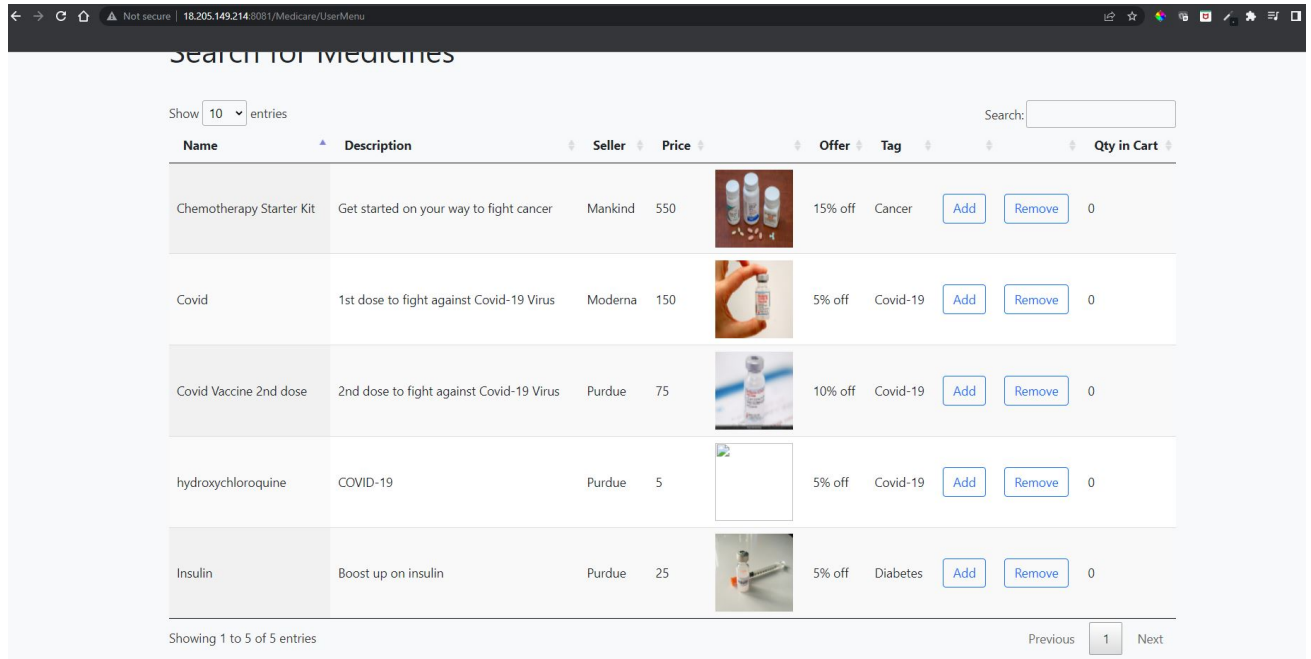 Not secure | 18.205.149.214:8081/Medicare/UserMenu
Search for Medicines
Show 10 entries
Search:
Name Description Seller Price Offer Tag Qty in Cart
Chemotherapy Starter Kit Get started on your way to fight cancer Mankind 550 15% off Cancer Add Remove 0
Covid 1st dose to fight against Covid-19 Virus Moderna 150 5% off Covid-19 Add Remove 0
Covid Vaccine 2nd dose 2nd dose to fight against Covid-19 Virus Purdue 75 10% off Covid-19 Add Remove 0
hydroxychloroquine COVID-19 Purdue 5 5% off Covid-19 Add Remove 0
Insulin Boost up on insulin Purdue 25 5% off Diabetes Add Remove 0
Showing 1 to 5 of 5 entries
Previous 1 Next